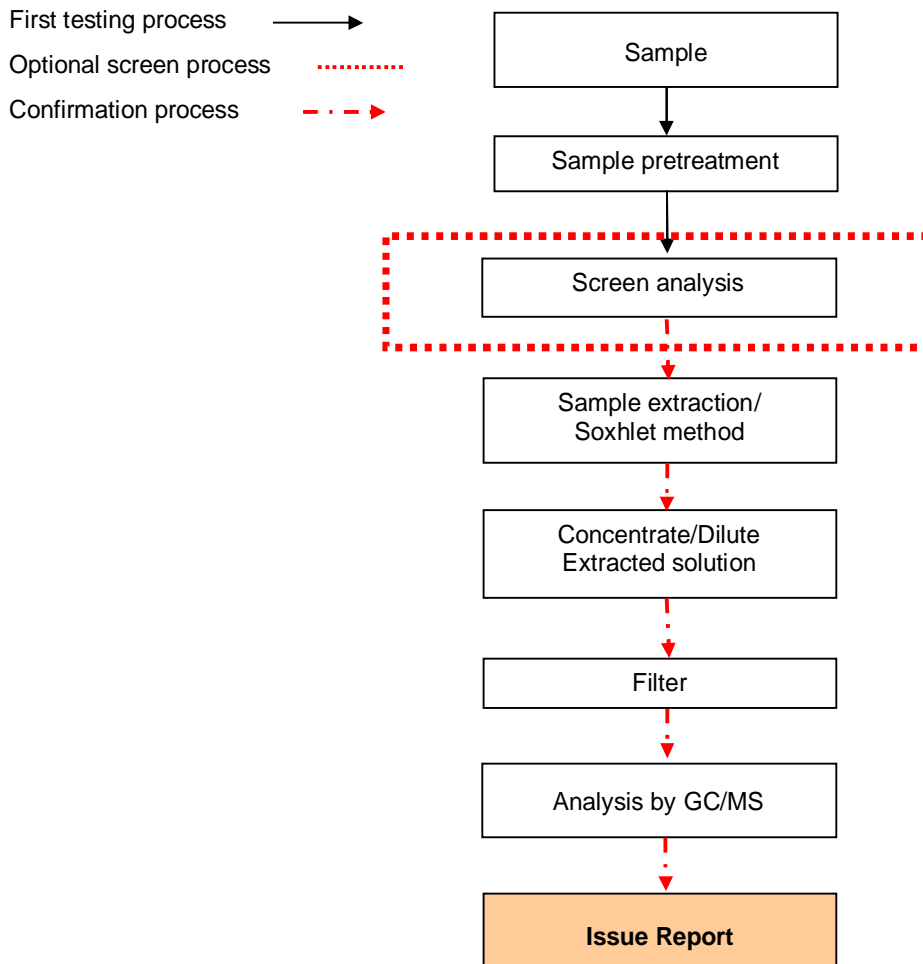 First testing process
Optional screen process
Confirmation process
Sample
Sample pretreatment
Screen analysis
Sample extraction/
Soxhlet method
Concentrate/Dilute
Extracted solution
Filter
Analysis by GC/MS
Issue Report